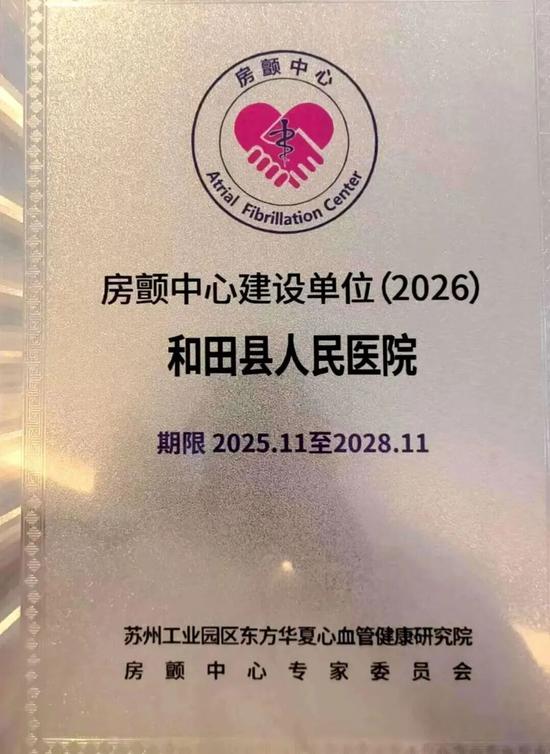 房颤中心
Atrial Fibrillation Center
房颤中心建设单位(2026)
和田县人民医院
期限 2025.11至2028.11
苏州工业园区东方华夏心血管健康研究院
房颤中心专家委员会